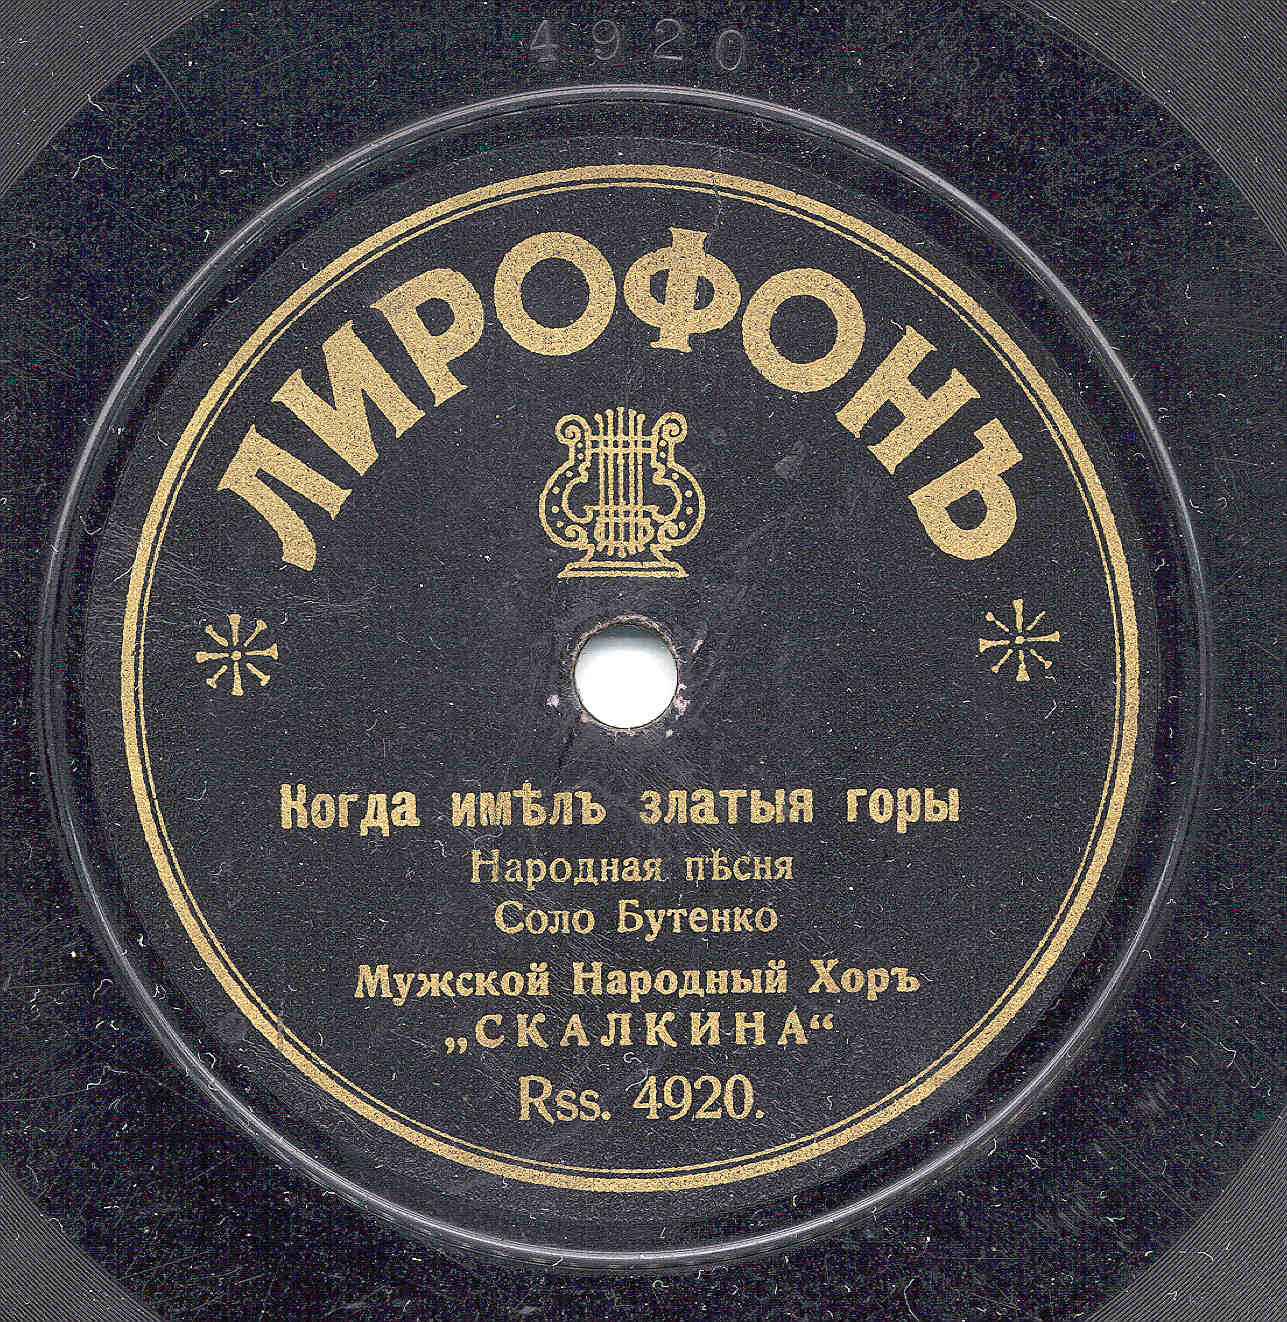 4920
ЛИРОФОНЪ
Когда имѣлъ златыя горы
Народная пѣсня
Соло Бутенко
Мужской Народный Хоръ
„СКАЛКИНА“
Rss. 4920.